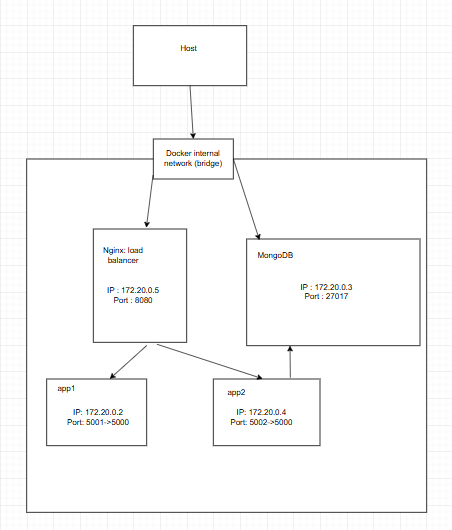 Host
Docker internal
network (bridge)
Nginx: load
balancer
IP : 172.20.0.5
Port : 8080
MongoDB
IP : 172.20.0.3
Port : 27017
app1
IP: 172.20.0.2
Port: 5001->5000
app2
IP: 172.20.0.4
Port: 5002->5000